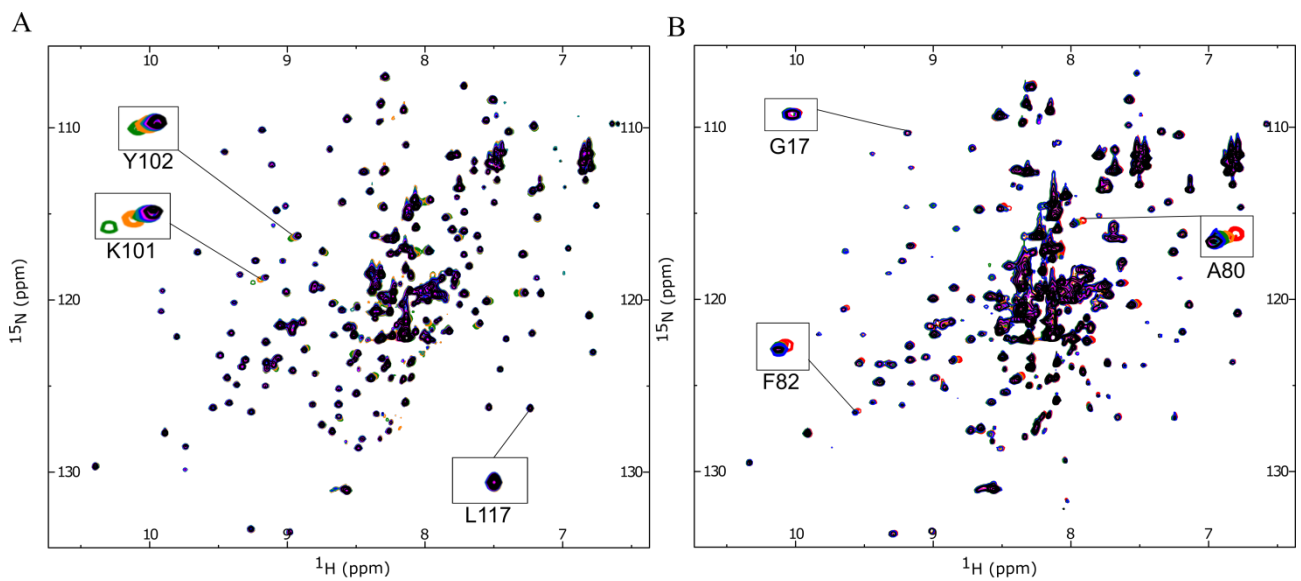 A
10 9 8 7
110 110
Y102
K101
120 120
130 130
L117
10 9 8 7
¹H (ppm)
¹⁵N (ppm)
B
10 9 8 7
110 110
G17
A80
120 120
F82
130 130
10 9 8 7
¹H (ppm)
¹⁵N (ppm)